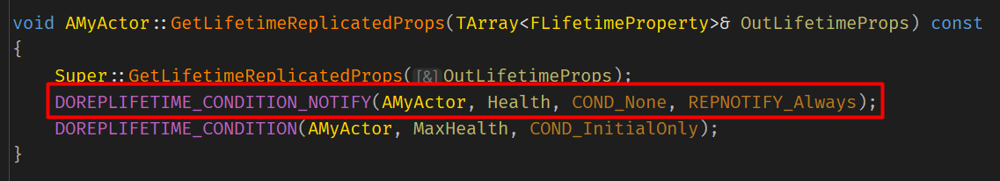 void AMyActor::GetLifetimeReplicatedProps(TArray<FLifetimeProperty>& OutLifetimeProps) const
{
    Super::GetLifetimeReplicatedProps([&]OutLifetimeProps);
    DOREPLIFETIME_CONDITION_NOTIFY(AMyActor, Health, COND_None, REPNOTIFY_Always);
    DOREPLIFETIME_CONDITION(AMyActor, MaxHealth, COND_InitialOnly);
}